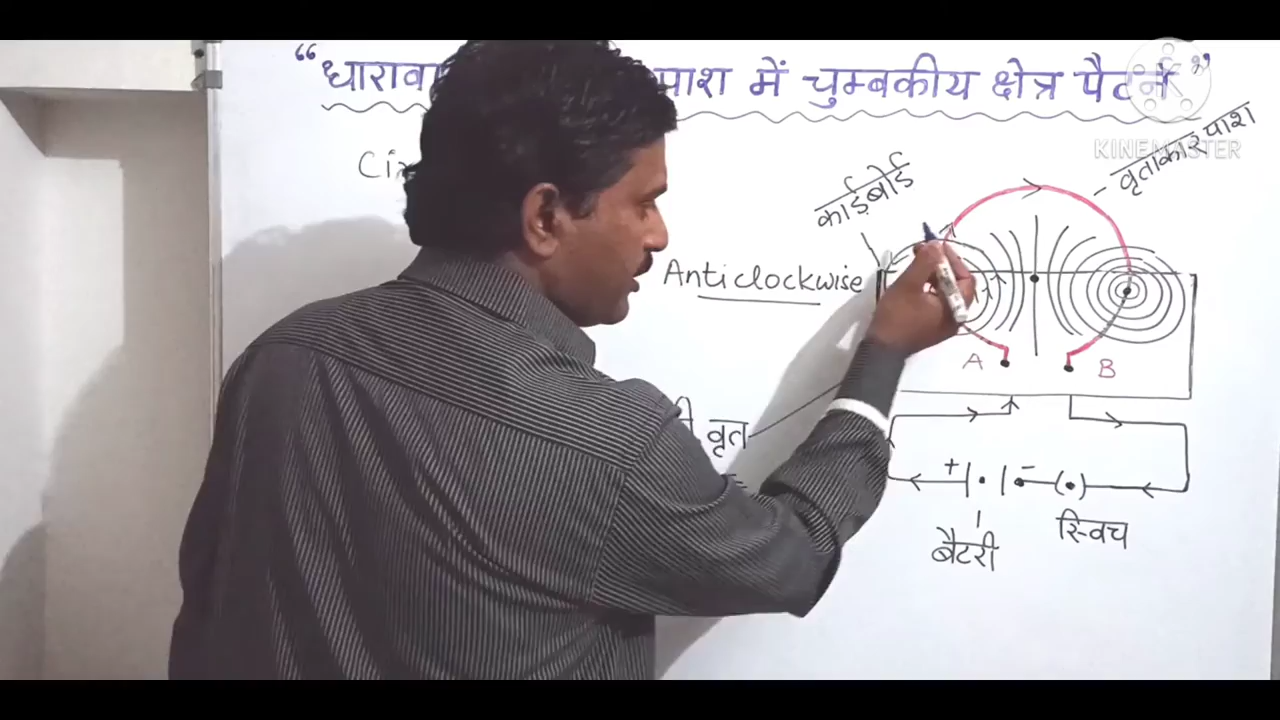 “धारावा पाश में चुम्बकीय क्षेत्र पैटर्न”
KINEMASTER
वृताकार पाश
कार्डबोर्ड
Anticlockwise
A B
वृत
+ -
बैटरी
स्विच